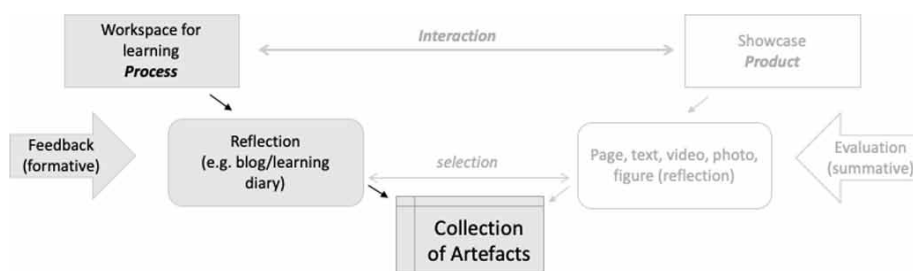 Workspace for
learning
Process
Interaction
Showcase
Product
Feedback
(formative)
Reflection
(e.g. blog/learning
diary)
selection
Page, text, video, photo,
figure (reflection)
Evaluation
(summative)
Collection
of Artefacts